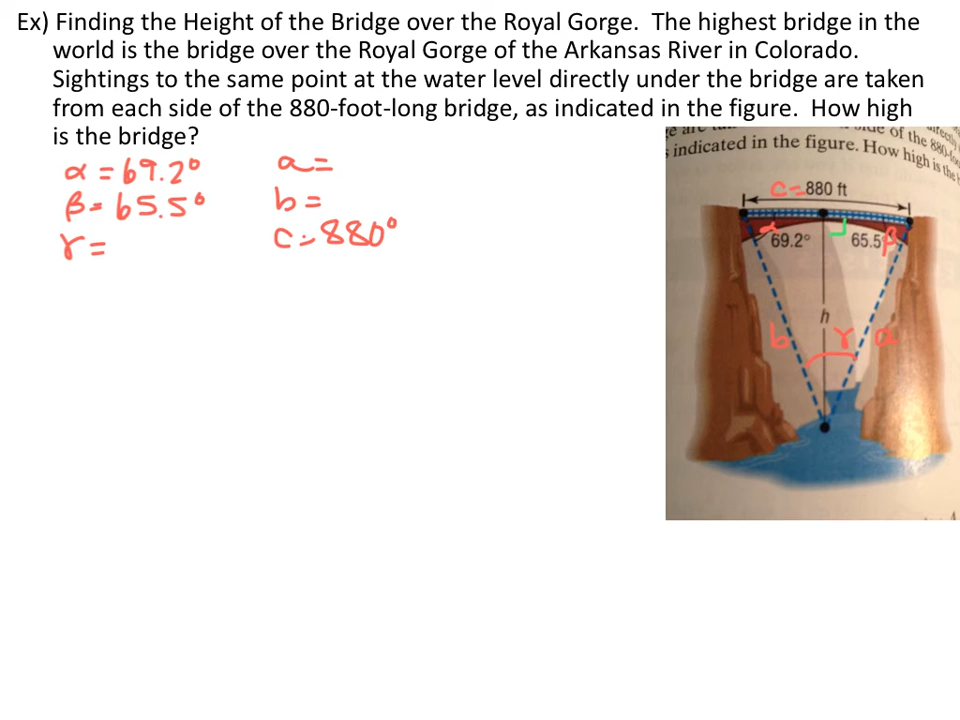 Ex) Finding the Height of the Bridge over the Royal Gorge. The highest bridge in the
world is the bridge over the Royal Gorge of the Arkansas River in Colorado.
Sightings to the same point at the water level directly under the bridge are taken
from each side of the 880-foot-long bridge, as indicated in the figure. How high
is the bridge?
α = 69.2° a =
β = 65.5° b =
γ = c = 880°
of the 880-foo
indicated in the figure. How high is the
c = 880 ft
α β
69.2° 65.5
h
b γ a